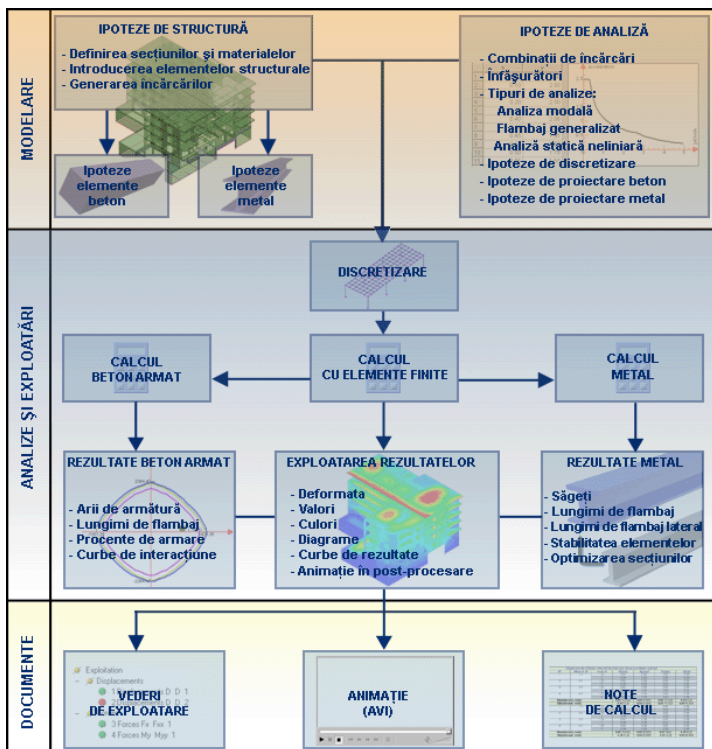 MODELARE
IPOTEZE DE STRUCTURĂ
- Definirea secțiunilor și materialelor
- Introducerea elementelor structurale
- Generarea încărcărilor
Ipoteze
elemente
beton
Ipoteze
elemente
metal
IPOTEZE DE ANALIZĂ
- Combinații de încărcări
- Înfășurători
- Tipuri de analize:
Analiza modală
Flambaj generalizat
Analiză statică neliniară
- Ipoteze de discretizare
- Ipoteze de proiectare beton
- Ipoteze de proiectare metal
ANALIZE ȘI EXPLOATĂRI
DISCRETIZARE
CALCUL
BETON ARMAT
CALCUL
CU ELEMENTE FINITE
CALCUL
METAL
REZULTATE BETON ARMAT
- Arii de armătură
- Lungimi de flambaj
- Procente de armare
- Curbe de interacțiune
EXPLOATAREA REZULTATELOR
- Deformata
- Valori
- Culori
- Diagrame
- Curbe de rezultate
- Animație în post-procesare
REZULTATE METAL
- Săgeți
- Lungimi de flambaj
- Lungimi de flambaj lateral
- Stabilitatea elementelor
- Optimizarea secțiunilor
DOCUMENTE
Exploitation
Displacements
1 Displacements D D 1
2 Displacements D D 2
3 Forces Fx Fxx 1
4 Forces My Myy 1
VEDERI
DE EXPLOATARE
ANIMAȚIE
(AVI)
NOTE
DE CALCUL